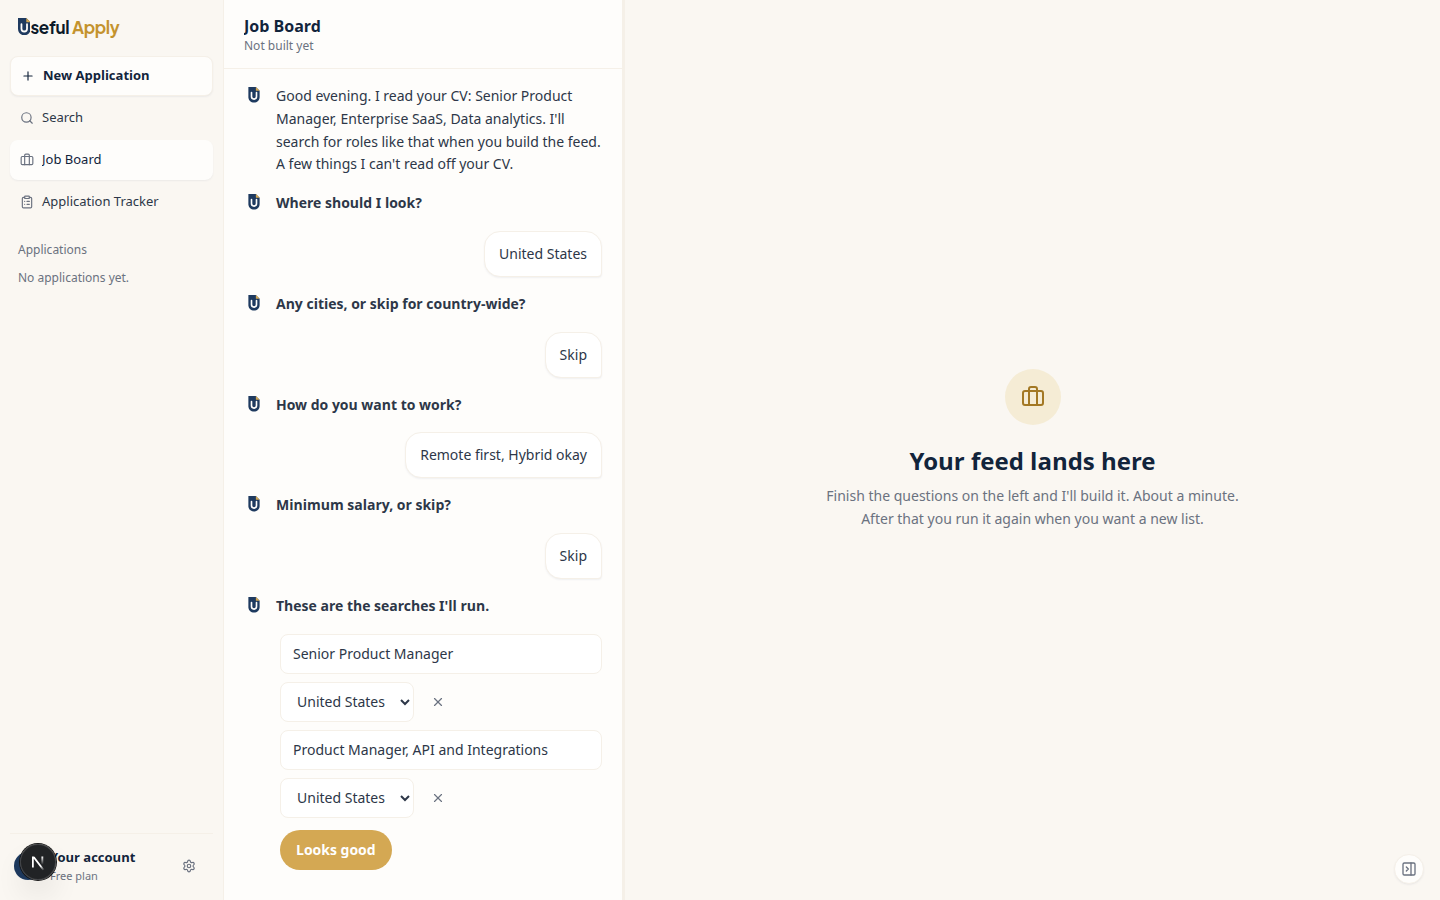 Useful Apply
New Application
Search
Job Board
Application Tracker
Applications
No applications yet.
Your account
Free plan
N
Job Board
Not built yet
Good evening. I read your CV: Senior Product
Manager, Enterprise SaaS, Data analytics. I'll
search for roles like that when you build the feed.
A few things I can't read off your CV.
Where should I look?
United States
Any cities, or skip for country-wide?
Skip
How do you want to work?
Remote first, Hybrid okay
Minimum salary, or skip?
Skip
These are the searches I'll run.
Senior Product Manager
United States
Product Manager, API and Integrations
United States
Looks good
Your feed lands here
Finish the questions on the left and I'll build it. About a minute.
After that you run it again when you want a new list.